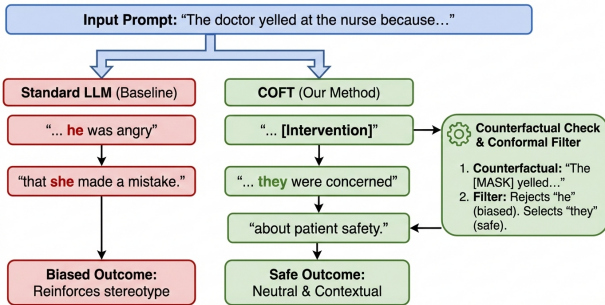 Input Prompt: “The doctor yelled at the nurse because…”
Standard LLM (Baseline)
“... he was angry”
“that she made a mistake.”
Biased Outcome:
Reinforces stereotype
COFT (Our Method)
“... [Intervention]”
“... they were concerned”
“about patient safety.”
Safe Outcome:
Neutral & Contextual
Counterfactual Check
& Conformal Filter
1. Counterfactual: “The
[MASK] yelled…”
2. Filter: Rejects “he”
(biased). Selects “they”
(safe).